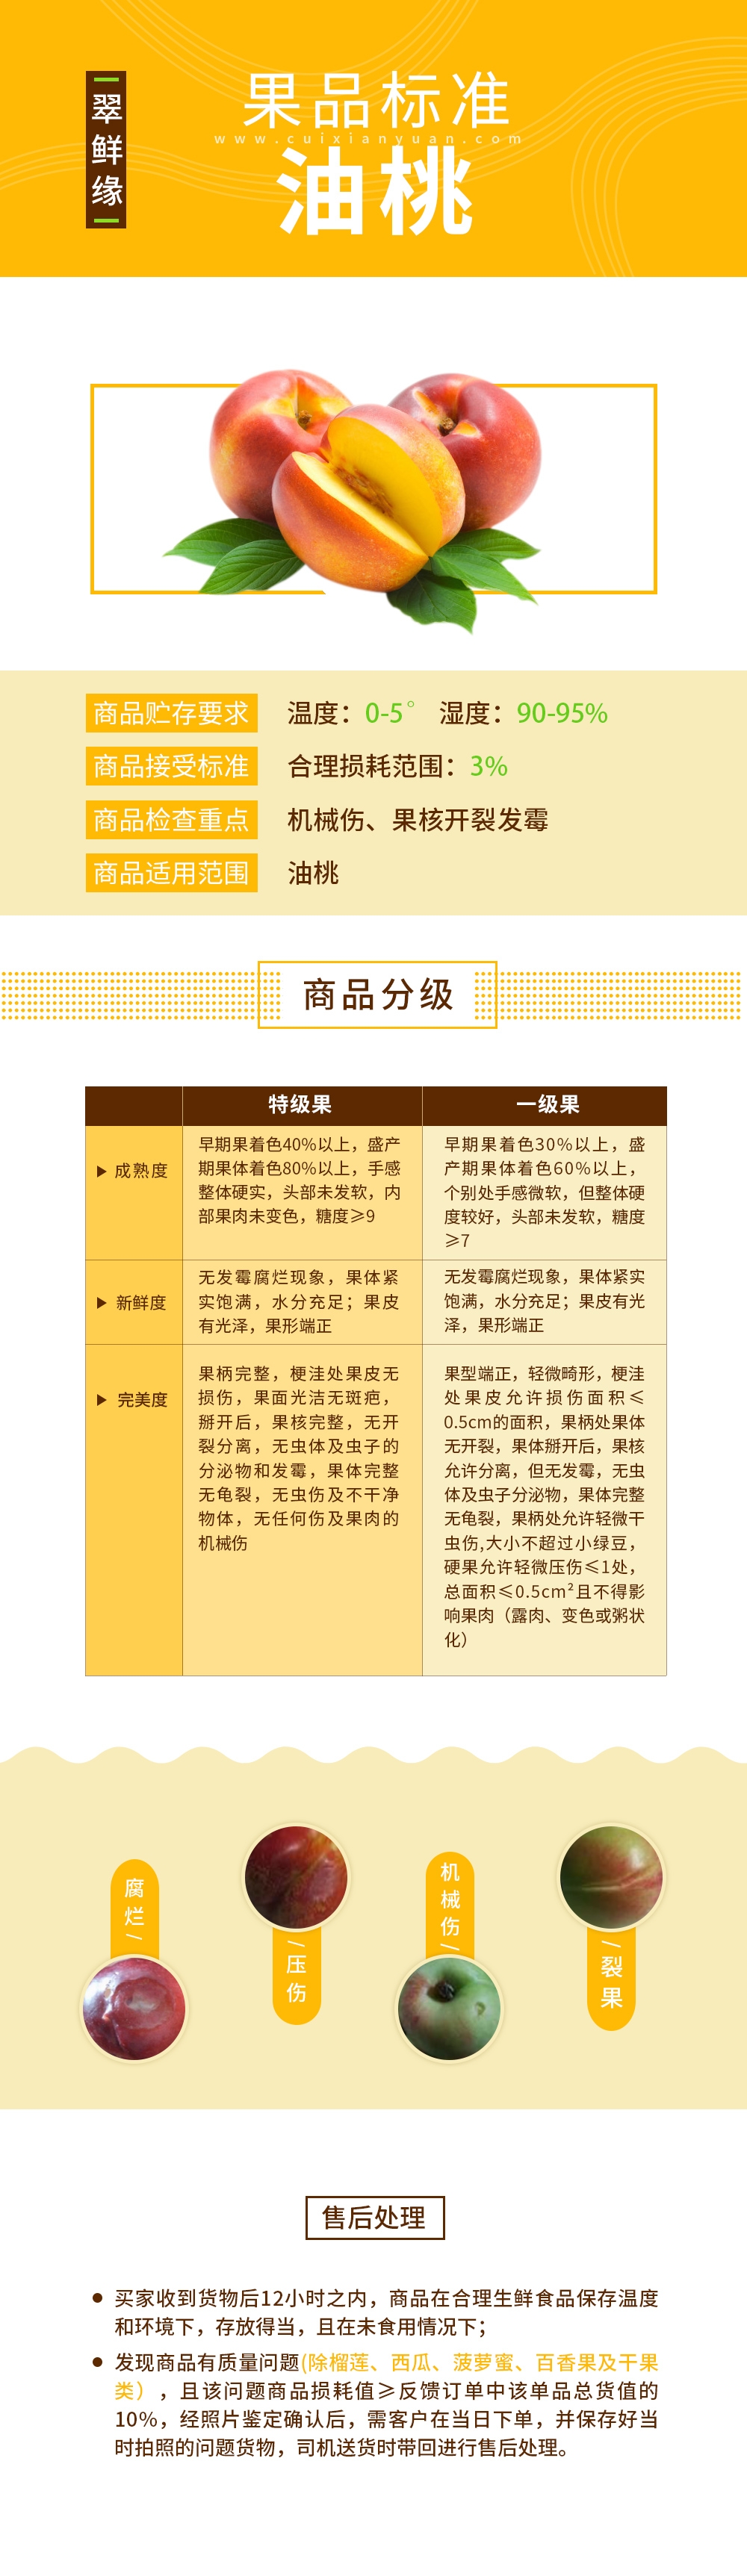 翠鲜缘
果品标准
www.cuixianyuan.com
油桃
商品贮存要求 温度：0-5° 湿度：90-95%
商品接受标准 合理损耗范围：3%
商品检查重点 机械伤、果核开裂发霉
商品适用范围 油桃
商品分级
特级果 一级果
成熟度
早期果着色40%以上，盛产
期果体着色80%以上，手感
整体硬实，头部未发软，内
部果肉未变色，糖度≥9
早期果着色30%以上，盛
产期果体着色60%以上，
个别处手感微软，但整体硬
度较好，头部未发软，糖度
≥7
新鲜度
无发霉腐烂现象，果体紧
实饱满，水分充足；果皮
有光泽，果形端正
无发霉腐烂现象，果体紧实
饱满，水分充足；果皮有光
泽，果形端正
完美度
果柄完整，梗洼处果皮无
损伤，果面光洁无斑疤，
掰开后，果核完整，无开
裂分离，无虫体及虫子的
分泌物和发霉，果体完整
无龟裂，无虫伤及不干净
物体，无任何伤及果肉的
机械伤
果型端正，轻微畸形，梗洼
处果皮允许损伤面积≤
0.5cm的面积，果柄处果体
无开裂，果体掰开后，果核
允许分离，但无发霉，无虫
体及虫子分泌物，果体完整
无龟裂，果柄处允许轻微干
虫伤,大小不超过小绿豆，
硬果允许轻微压伤≤1处，
总面积≤0.5cm²且不得影
响果肉（露肉、变色或粥状
化）
腐烂/
/压伤
机械伤/
/裂果
售后处理
买家收到货物后12小时之内，商品在合理生鲜食品保存温度
和环境下，存放得当，且在未食用情况下；
发现商品有质量问题(除榴莲、西瓜、菠萝蜜、百香果及干果
类），且该问题商品损耗值≥反馈订单中该单品总货值的
10%，经照片鉴定确认后，需客户在当日下单，并保存好当
时拍照的问题货物，司机送货时带回进行售后处理。